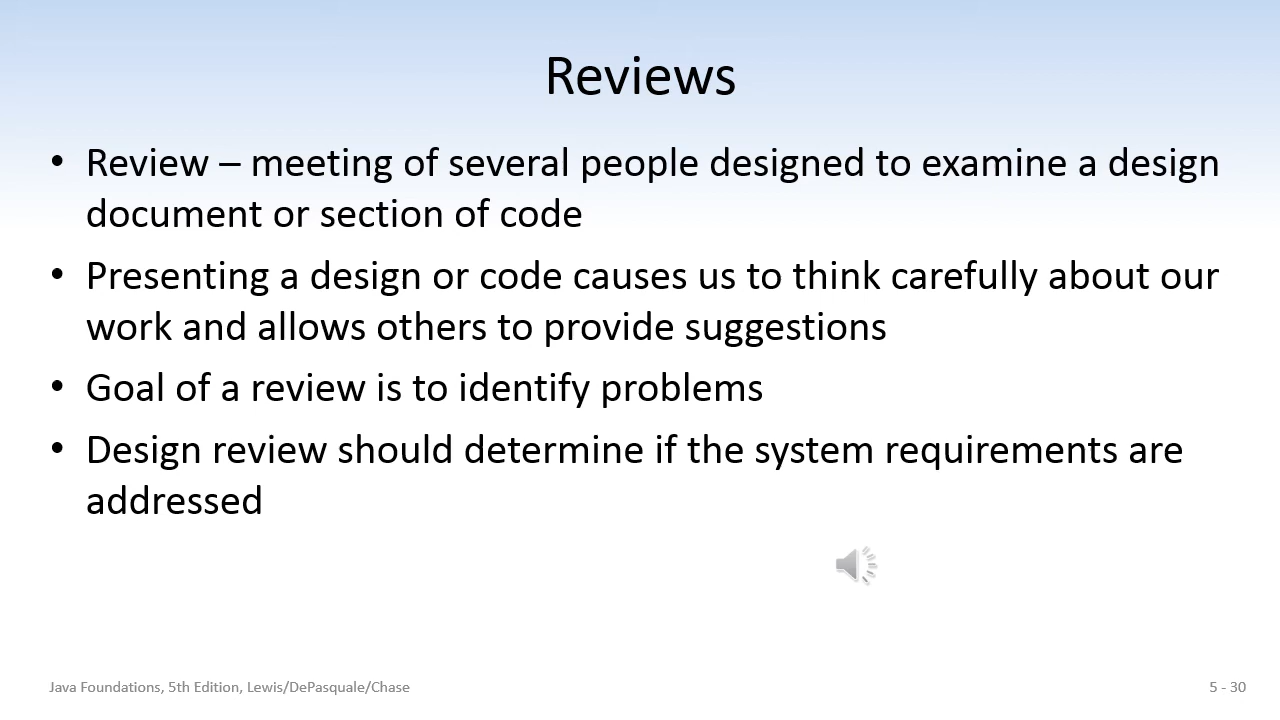 Reviews
• Review – meeting of several people designed to examine a design
document or section of code
• Presenting a design or code causes us to think carefully about our
work and allows others to provide suggestions
• Goal of a review is to identify problems
• Design review should determine if the system requirements are
addressed
Java Foundations, 5th Edition, Lewis/DePasquale/Chase
5 - 30